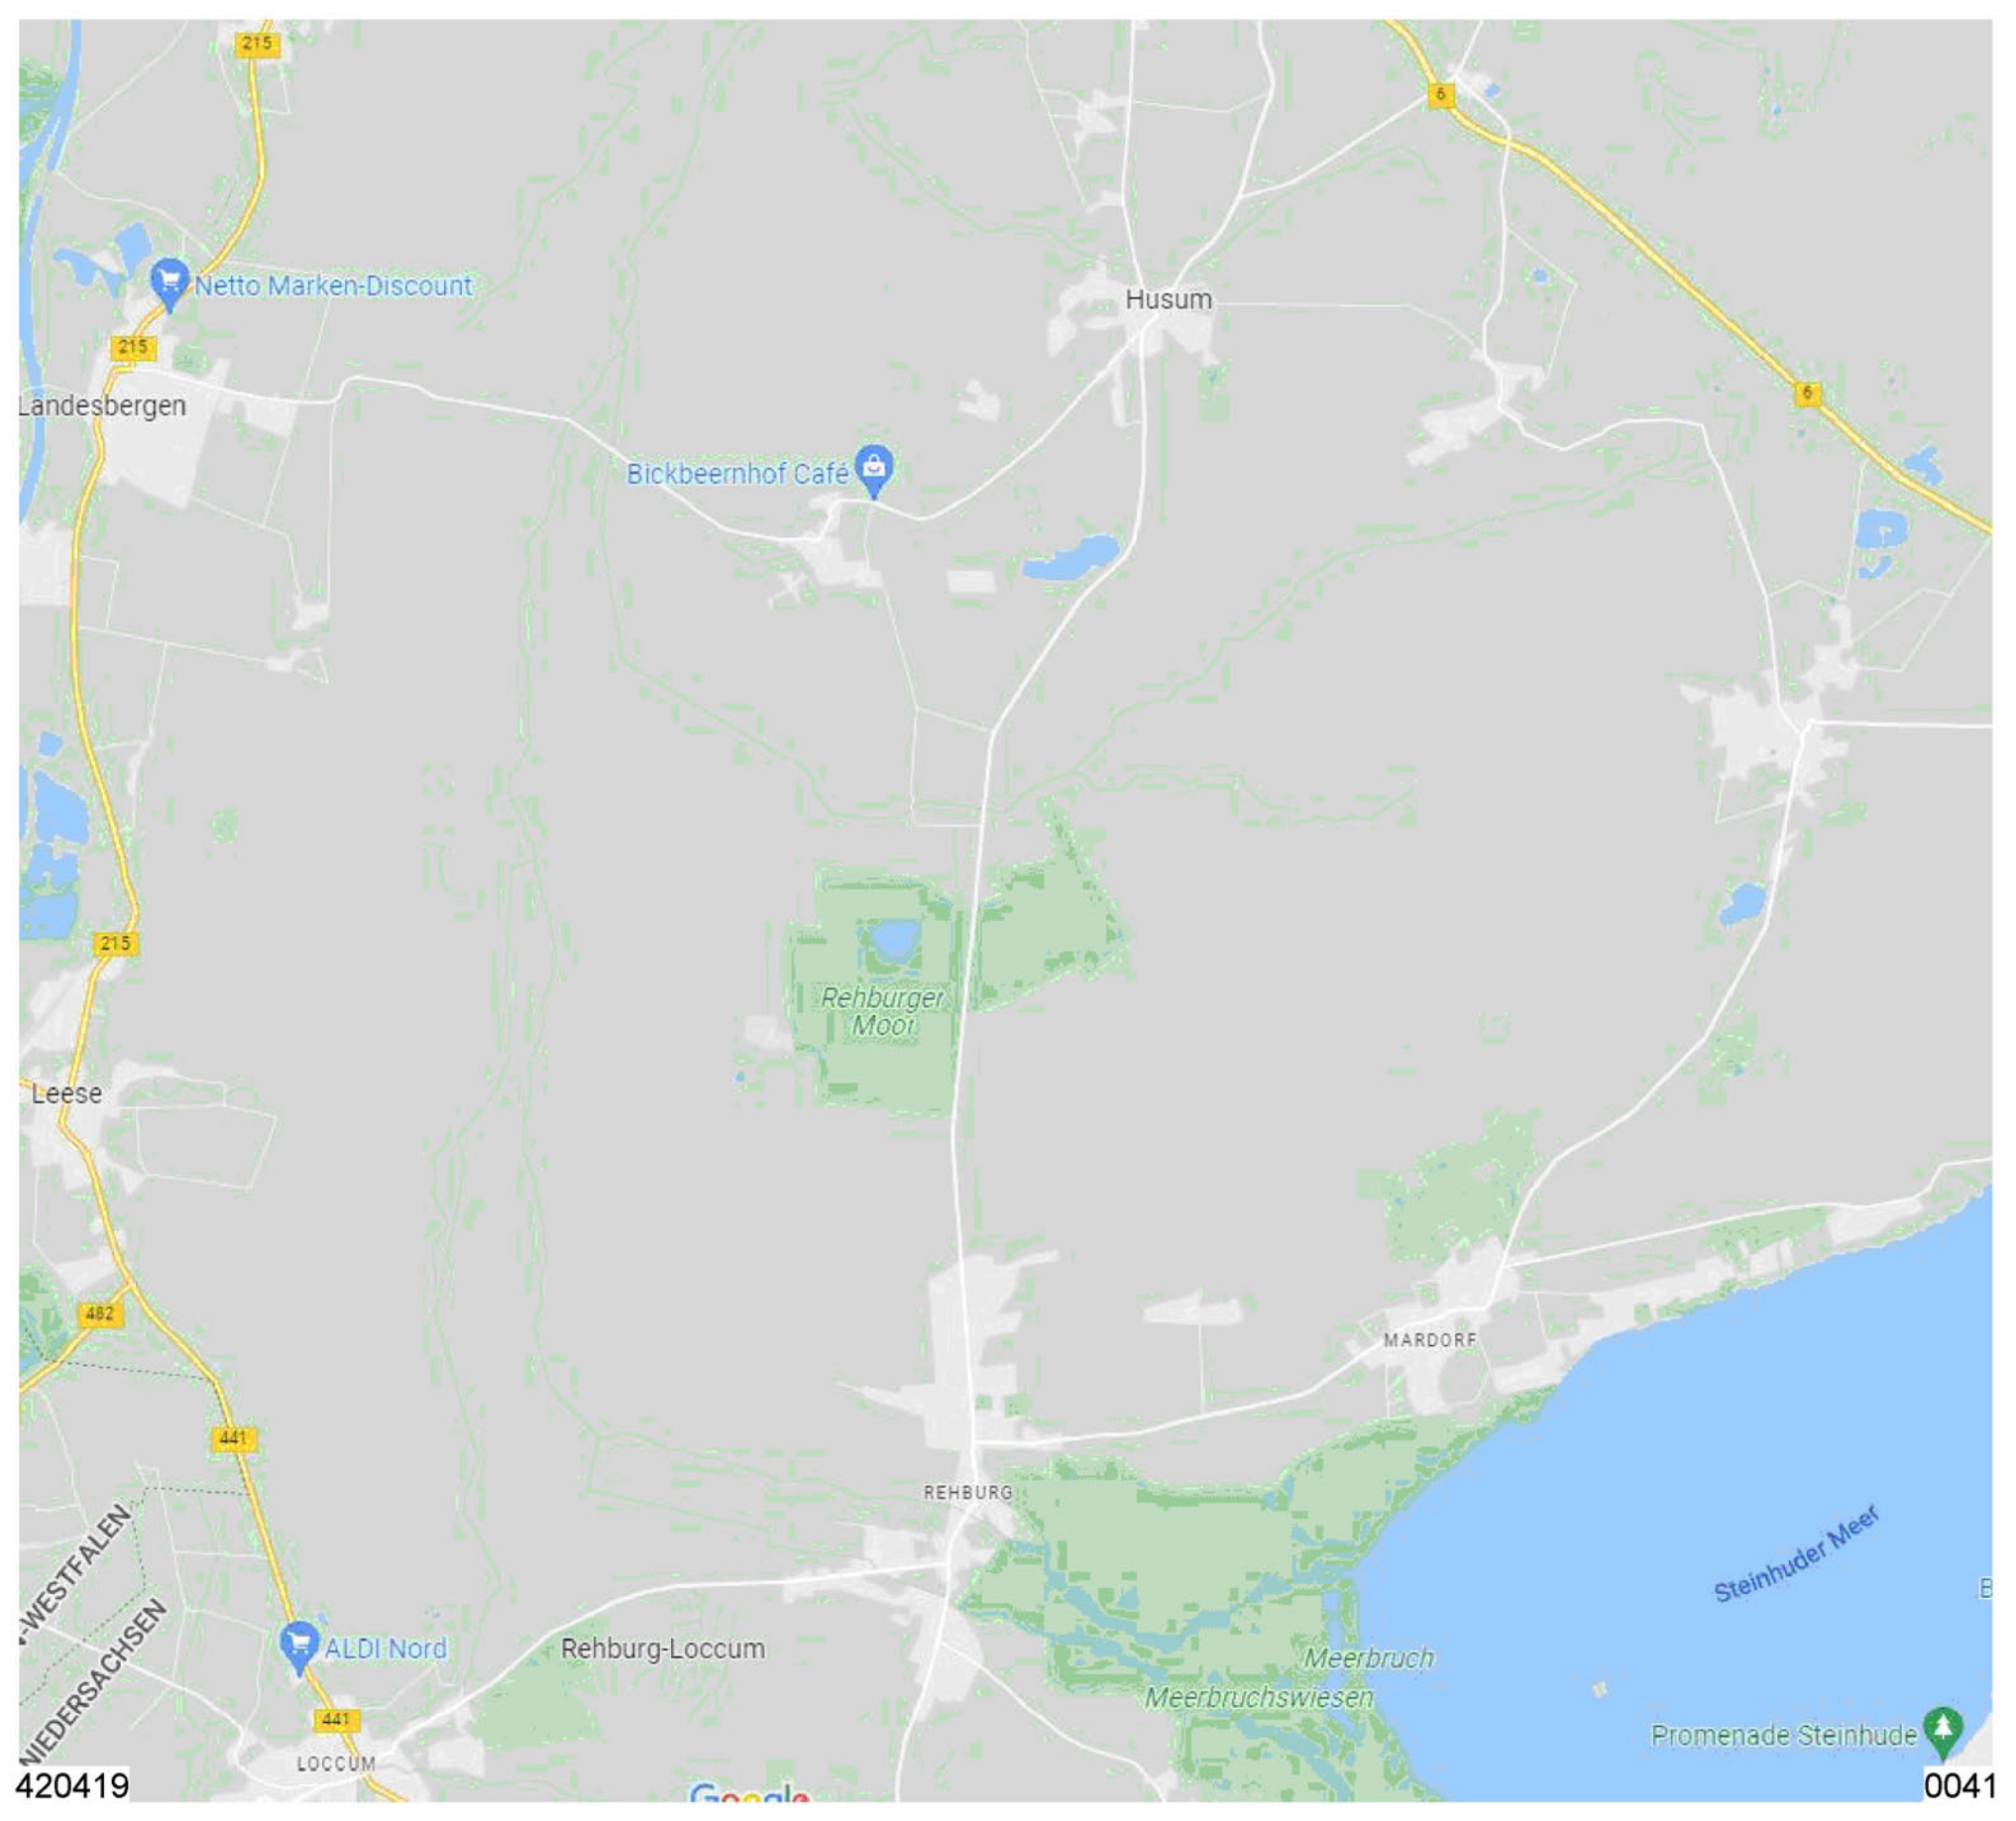 215
6
Netto Marken-Discount
Husum
215
6
Landesbergen
Bickbeernhof Café
215
Rehburger
Moor
Leese
482
MARDORF
441
REHBURG
-WESTFALEN
Steinhuder Meer
B
NIEDERSACHSEN
ALDI Nord
Rehburg-Loccum
Meerbruch
Meerbruchswiesen
441
Promenade Steinhude
LOCCUM
420419
Google
0041